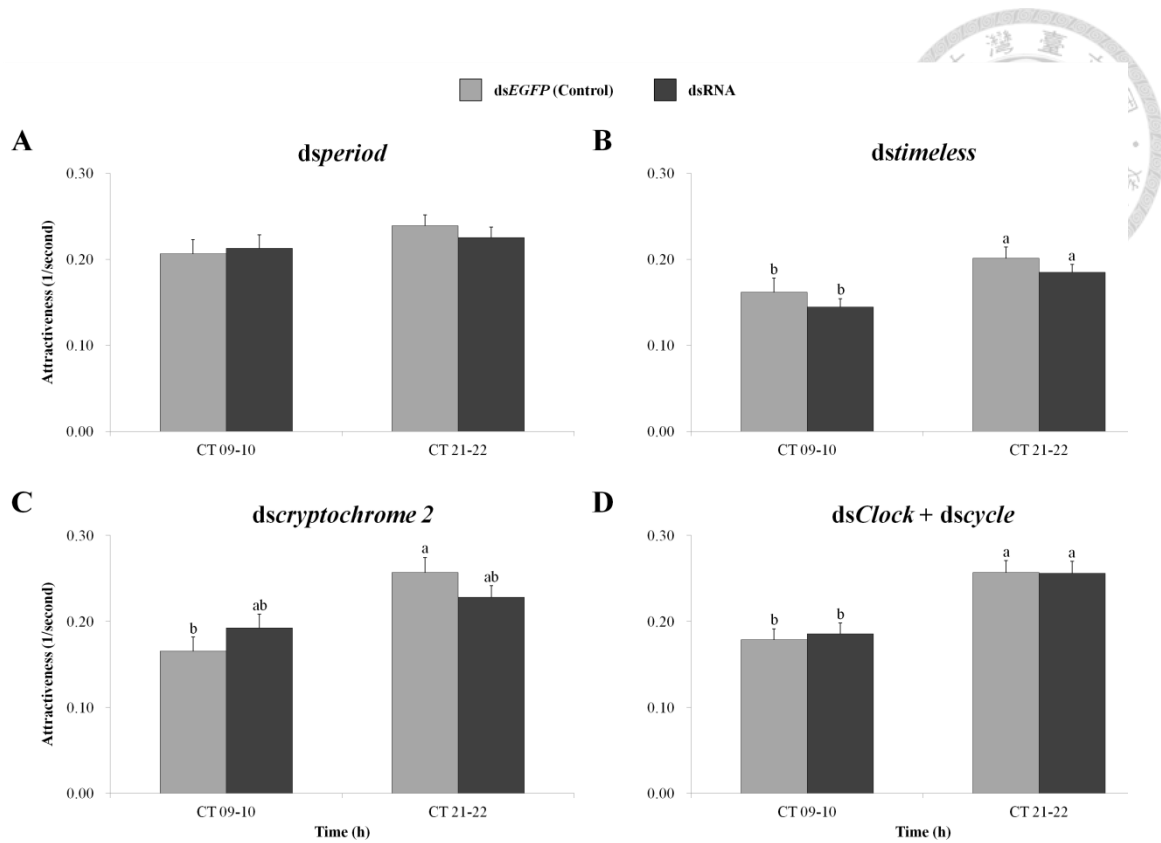 灣 臺
dsEGFP (Control) dsRNA
A dsperiod
0.30
0.20
0.10
0.00
Attractiveness (1/second)
CT 09-10 CT 21-22
B dstimeless
0.30
0.20
0.10
0.00
b b a a
CT 09-10 CT 21-22
C dscryptochrome 2
0.30
0.20
0.10
0.00
Attractiveness (1/second)
b ab a ab
CT 09-10 CT 21-22
Time (h)
D dsClock + dscycle
0.30
0.20
0.10
0.00
b b a a
CT 09-10 CT 21-22
Time (h)